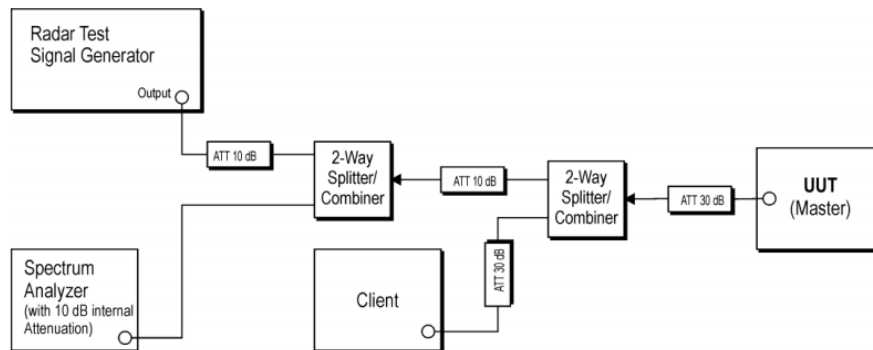 Radar Test
Signal Generator
Output
ATT 10 dB
2-Way
Splitter/
Combiner
ATT 10 dB
2-Way
Splitter/
Combiner
ATT 30 dB
UUT
(Master)
Spectrum
Analyzer
(with 10 dB internal
Attenuation)
Client
ATT 30 dB